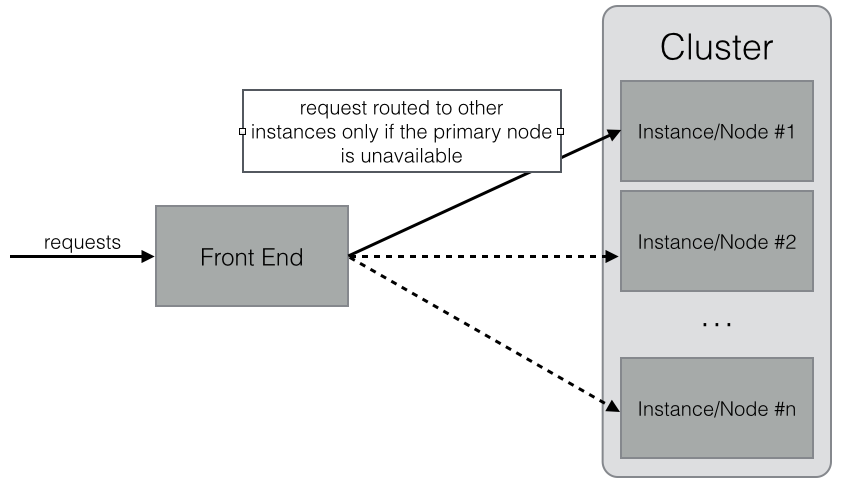 Cluster
request routed to other
instances only if the primary node
is unavailable
Instance/Node #1
requests
Front End
Instance/Node #2
...
Instance/Node #n